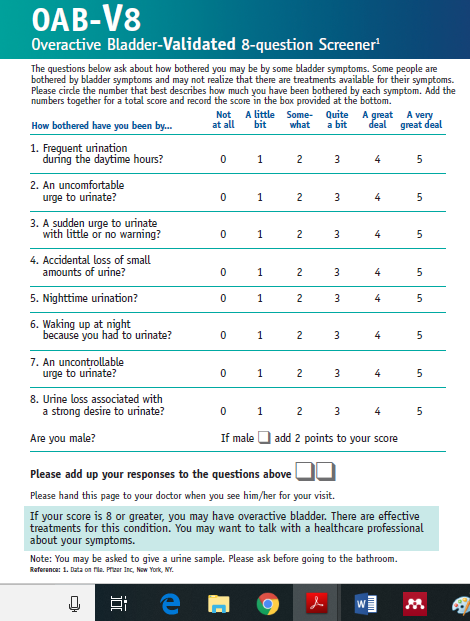 OAB-V8
Overactive Bladder-Validated 8-question Screener1
The questions below ask about how bothered you may be by some bladder symptoms. Some people are
bothered by bladder symptoms and may not realize that there are treatments available for their symptoms.
Please circle the number that best describes how much you have been bothered by each symptom. Add the
numbers together for a total score and record the score in the box provided at the bottom.
Not A little Some- Quite A great A very
How bothered have you been by... at all bit what a bit deal great deal
1. Frequent urination
during the daytime hours? 0 1 2 3 4 5
2. An uncomfortable
urge to urinate? 0 1 2 3 4 5
3. A sudden urge to urinate
with little or no warning? 0 1 2 3 4 5
4. Accidental loss of small
amounts of urine? 0 1 2 3 4 5
5. Nighttime urination? 0 1 2 3 4 5
6. Waking up at night
because you had to urinate? 0 1 2 3 4 5
7. An uncontrollable
urge to urinate? 0 1 2 3 4 5
8. Urine loss associated with
a strong desire to urinate? 0 1 2 3 4 5
Are you male? If male add 2 points to your score
Please add up your responses to the questions above
Please hand this page to your doctor when you see him/her for your visit.
If your score is 8 or greater, you may have overactive bladder. There are effective
treatments for this condition. You may want to talk with a healthcare professional
about your symptoms.
Note: You may be asked to give a urine sample. Please ask before going to the bathroom.
Reference: 1. Data on file. Pfizer Inc, New York, NY.